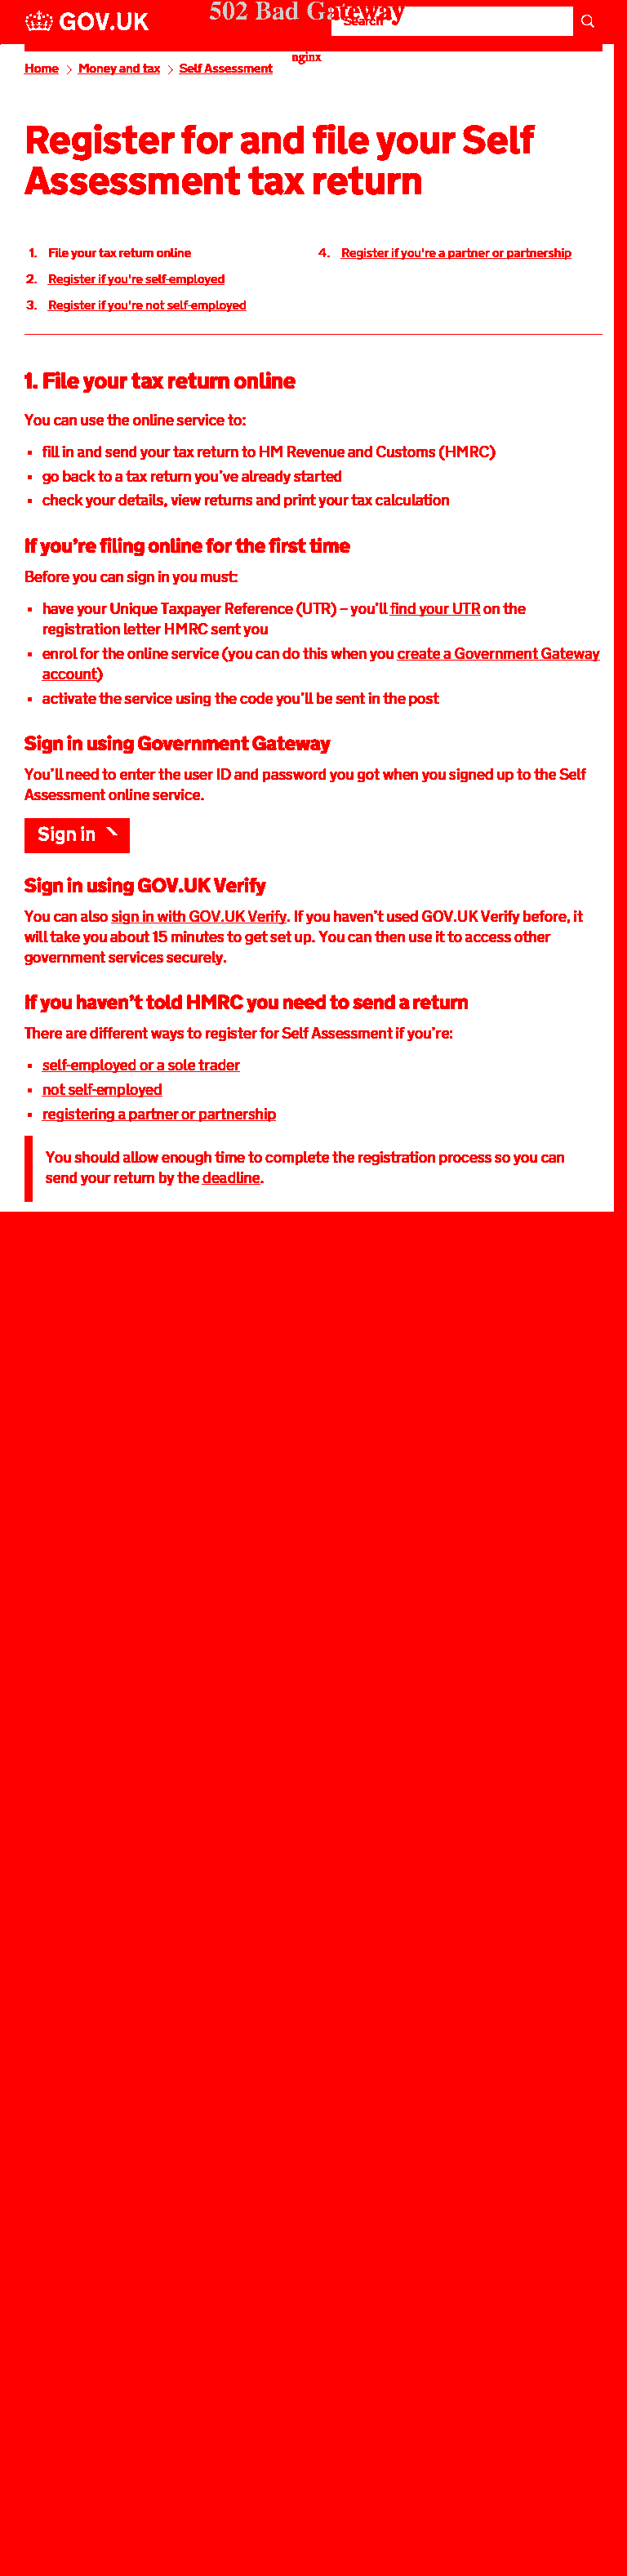 GOV.UK
502 Bad Gateway
Search
nginx
Home > Money and tax > Self Assessment
Register for and file your Self
Assessment tax return
1. File your tax return online
2. Register if you're self-employed
3. Register if you're not self-employed
4. Register if you're a partner or partnership
1. File your tax return online
You can use the online service to:
▪ fill in and send your tax return to HM Revenue and Customs (HMRC)
▪ go back to a tax return you’ve already started
▪ check your details, view returns and print your tax calculation
If you’re filing online for the first time
Before you can sign in you must:
▪ have your Unique Taxpayer Reference (UTR) – you’ll find your UTR on the
registration letter HMRC sent you
▪ enrol for the online service (you can do this when you create a Government Gateway
account)
▪ activate the service using the code you’ll be sent in the post
Sign in using Government Gateway
You’ll need to enter the user ID and password you got when you signed up to the Self
Assessment online service.
Sign in
Sign in using GOV.UK Verify
You can also sign in with GOV.UK Verify. If you haven’t used GOV.UK Verify before, it
will take you about 15 minutes to get set up. You can then use it to access other
government services securely.
If you haven’t told HMRC you need to send a return
There are different ways to register for Self Assessment if you’re:
▪ self-employed or a sole trader
▪ not self-employed
▪ registering a partner or partnership
You should allow enough time to complete the registration process so you can
send your return by the deadline.